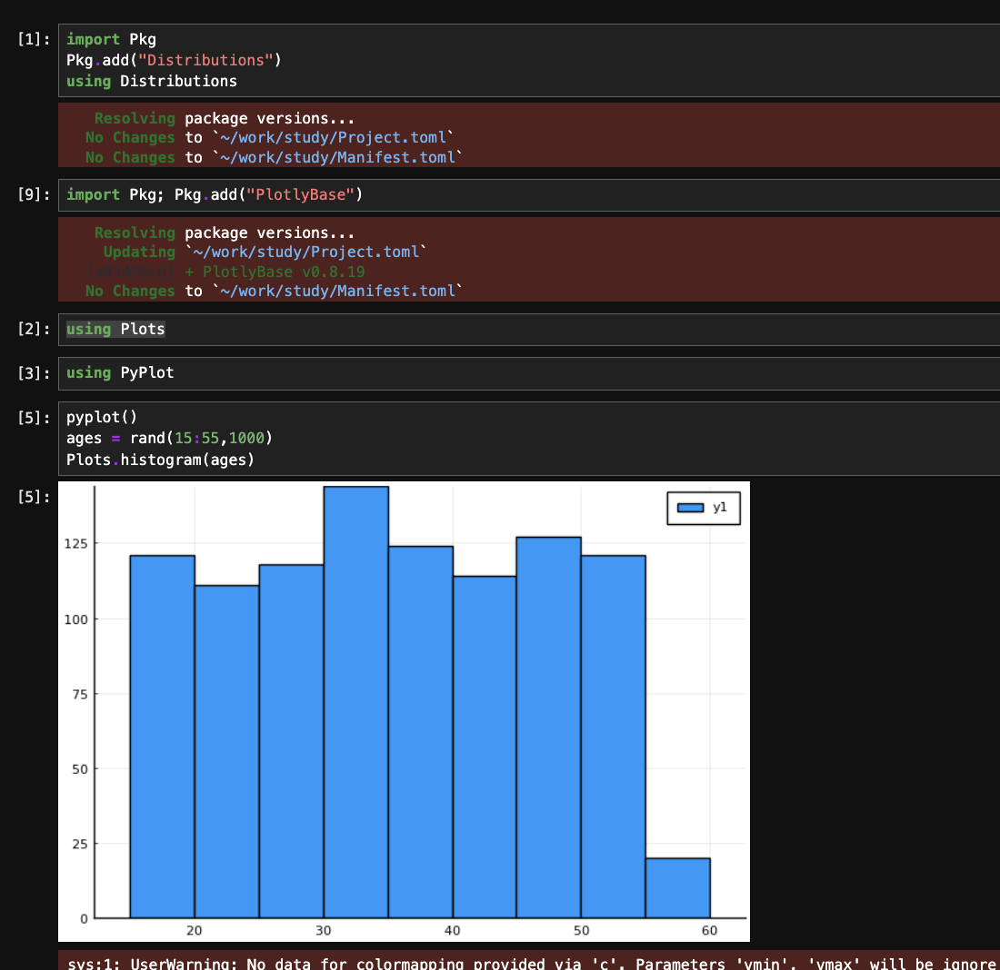 [1]:
import Pkg
Pkg.add("Distributions")
using Distributions
Resolving package versions...
No Changes to `~/work/study/Project.toml`
No Changes to `~/work/study/Manifest.toml`
[9]:
import Pkg; Pkg.add("PlotlyBase")
Resolving package versions...
Updating `~/work/study/Project.toml`
+ PlotlyBase v0.8.19
No Changes to `~/work/study/Manifest.toml`
[2]:
using Plots
[3]:
using PyPlot
[5]:
pyplot()
ages = rand(15:55,1000)
Plots.histogram(ages)
[5]:
y1
125
100
75
50
25
0
20 30 40 50 60
sys:1: UserWarning: No data for colormapping provided via 'c'. Parameters 'vmin', 'vmax' will be ignore